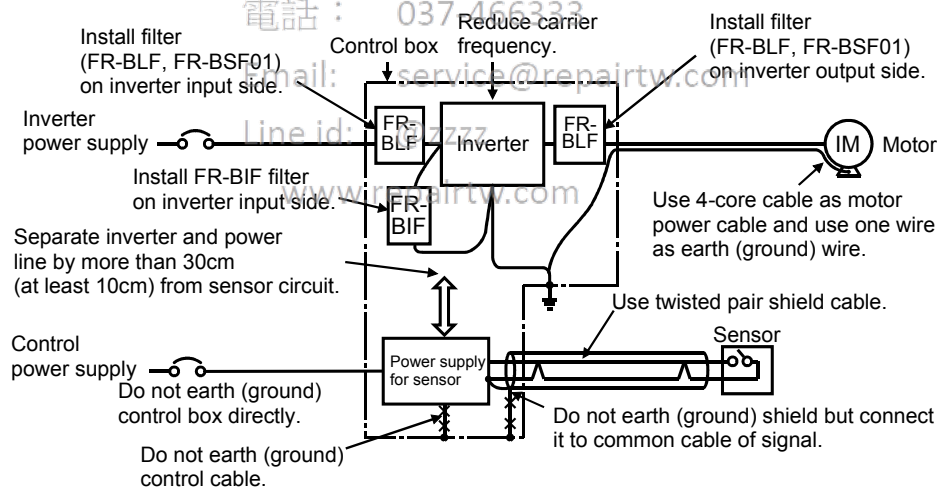 電話： 037-466333
Install filter
(FR-BLF, FR-BSF01)
on inverter input side.
Control box
Reduce carrier
frequency.
Install filter
(FR-BLF, FR-BSF01)
on inverter output side.
Email: service@repairtw.com
Inverter
power supply
Line id: @zzzz
FR-
BLF
Inverter
FR-
BLF
IM
Motor
Install FR-BIF filter
on inverter input side.
www.repairtw.com
FR-
BIF
Use 4-core cable as motor
power cable and use one wire
as earth (ground) wire.
Separate inverter and power
line by more than 30cm
(at least 10cm) from sensor circuit.
Use twisted pair shield cable.
Sensor
Control
power supply
Power supply
for sensor
Do not earth (ground)
control box directly.
Do not earth (ground) shield but connect
it to common cable of signal.
Do not earth (ground)
control cable.